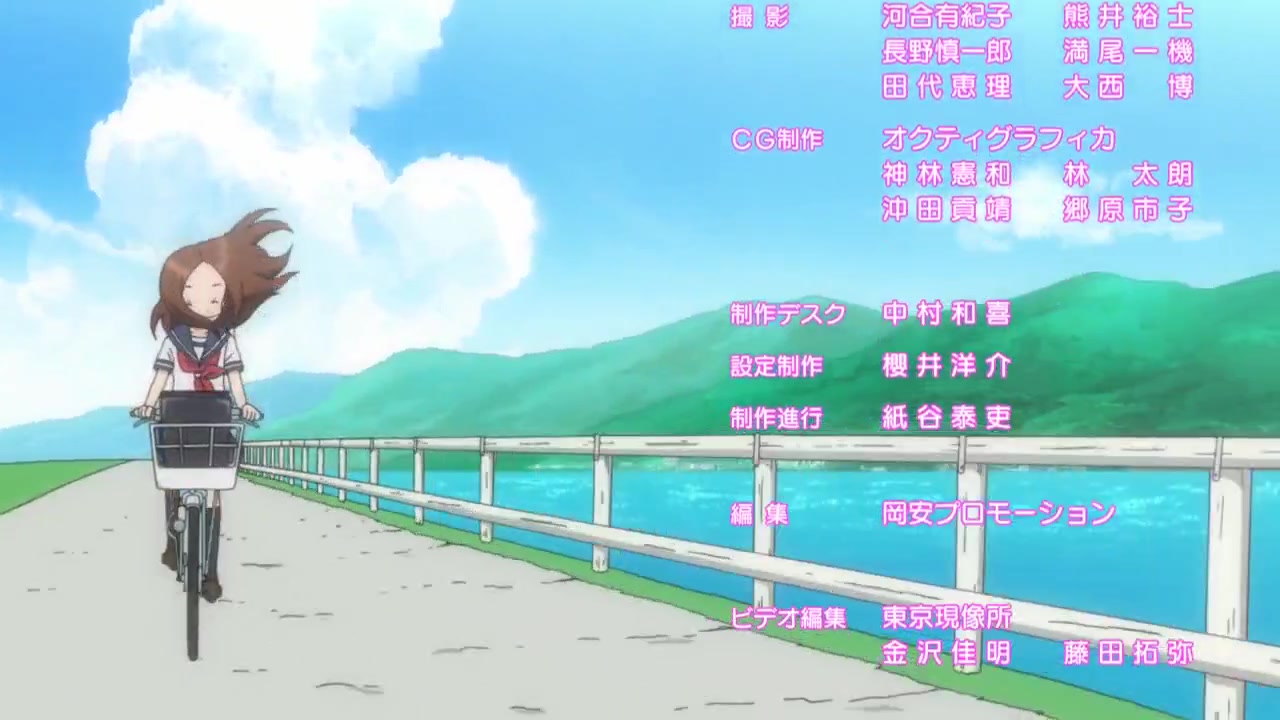 撮影 河合有紀子 熊井裕士
長野慎一郎 満尾一機
田代恵理 大西 博
CG制作 オクティグラフィカ
神林憲和 林 太朗
沖田貢靖 郷原市子
制作デスク 中村和喜
設定制作 櫻井洋介
制作進行 紙谷泰吏
編集 岡安プロモーション
ビデオ編集 東京現像所
金沢佳明 藤田拓弥